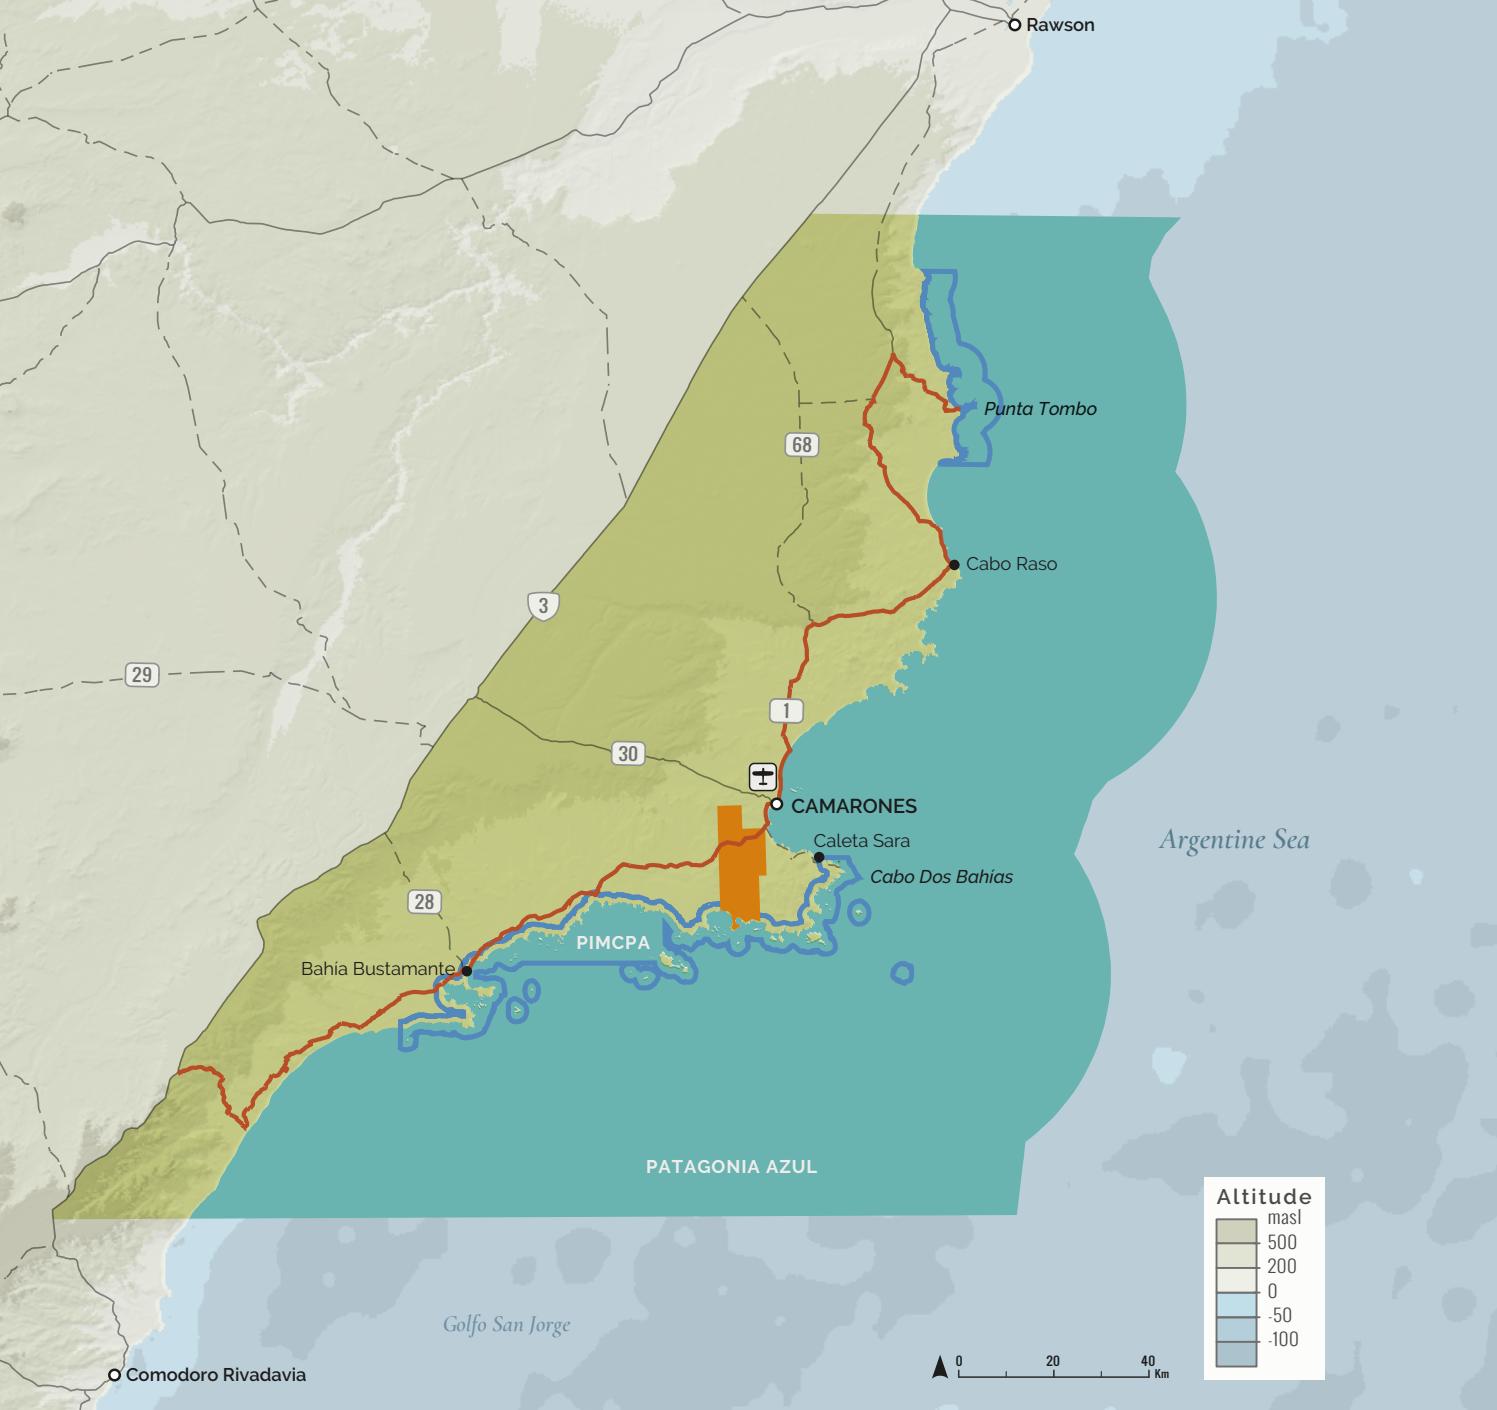 Rawson
Punta Tombo
68
Cabo Raso
3
29
1
30
CAMARONES
Caleta Sara
Argentine Sea
Cabo Dos Bahías
28
PIMCPA
Bahía Bustamante
PATAGONIA AZUL
Altitude
masl
500
200
0
-50
-100
Golfo San Jorge
0 20 40
Km
Comodoro Rivadavia